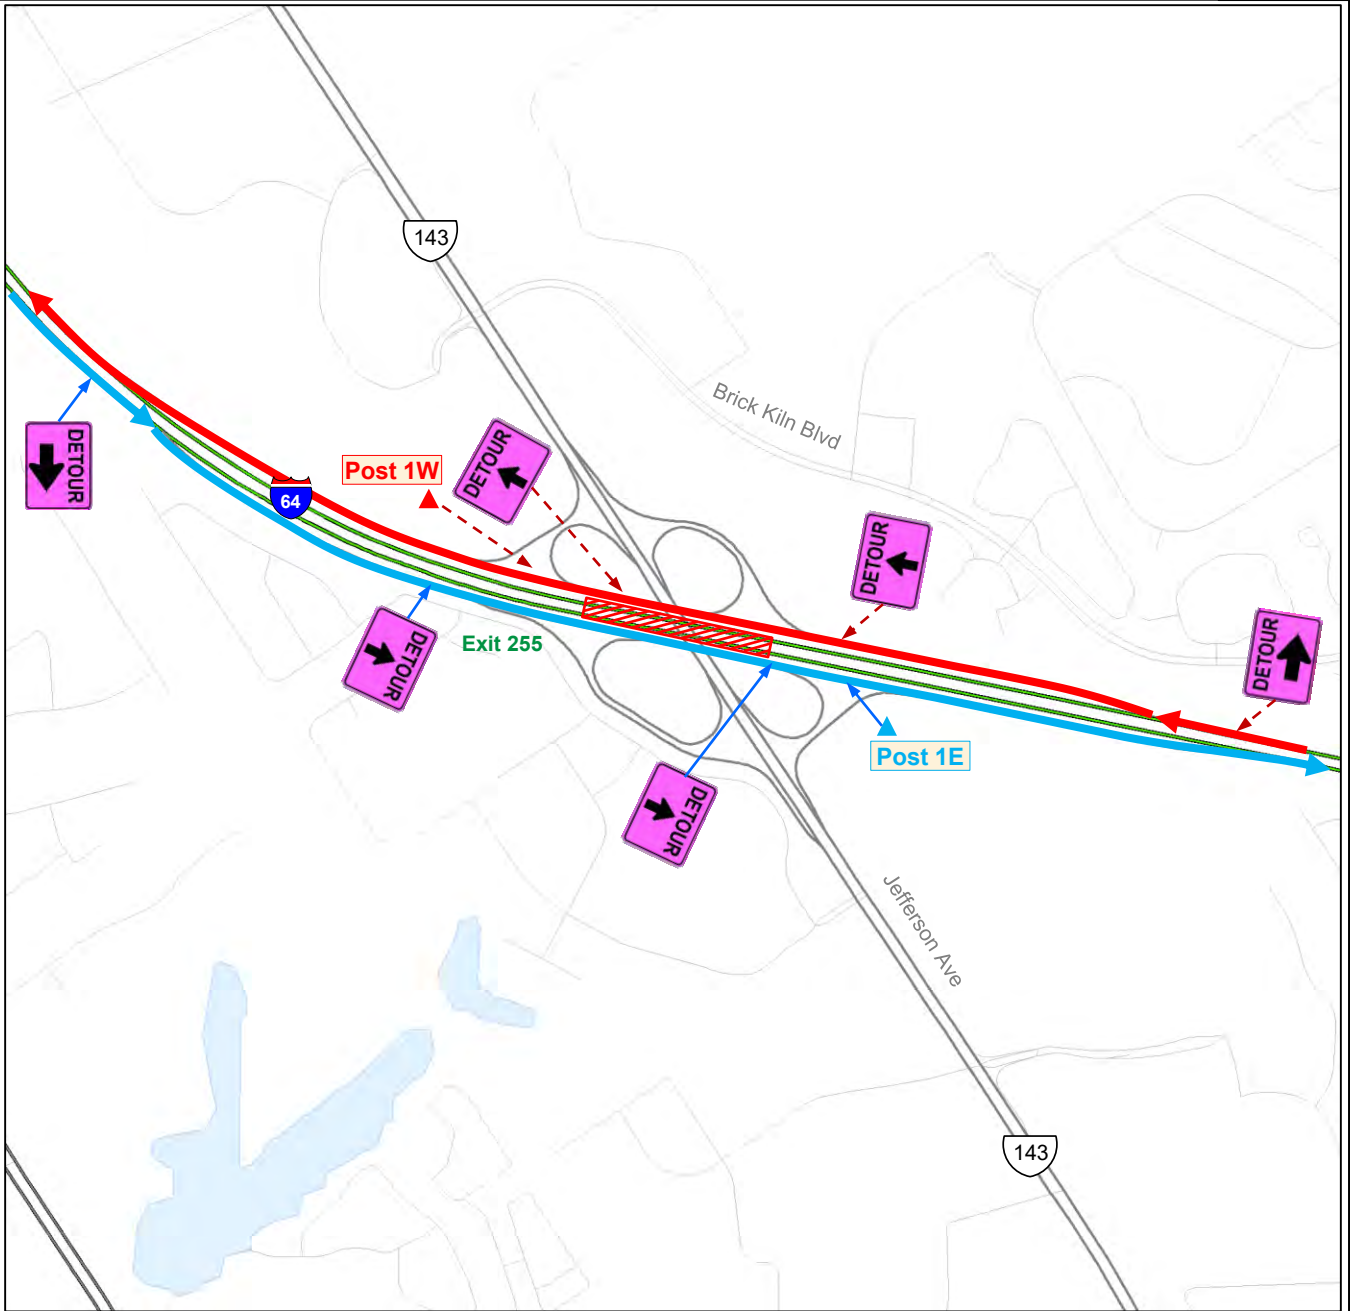 143
Brick Kiln Blvd
DETOUR
DETOUR
Post 1W
64
DETOUR
DETOUR
Exit 255
DETOUR
Post 1E
DETOUR
Jefferson Ave
143